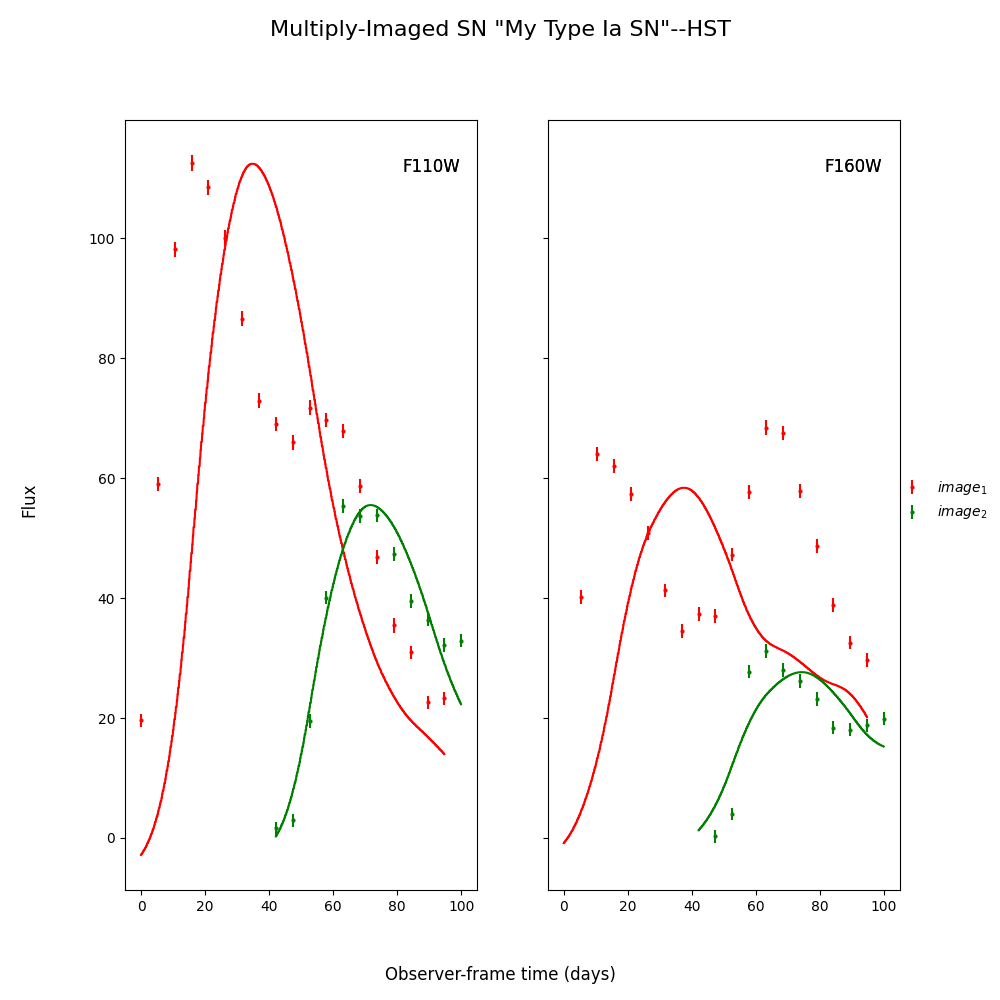 Multiply-Imaged SN "My Type Ia SN"--HST
F110W
F160W
Flux
100
80
60
40
20
0
image1
image2
0 20 40 60 80 100
0 20 40 60 80 100
Observer-frame time (days)